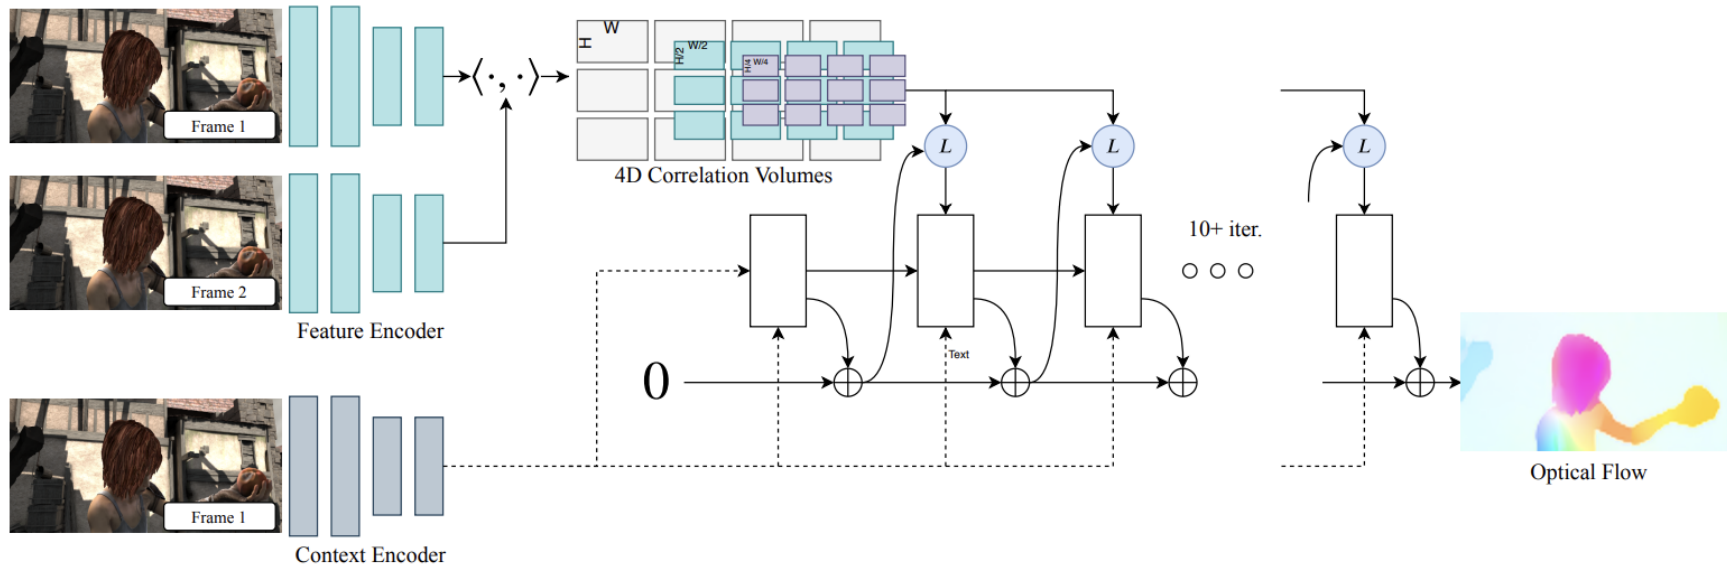 Frame 1
Frame 2
Feature Encoder
Frame 1
Context Encoder
⟨·, ·⟩
H
W
H/2
W/2
H/4
W/4
4D Correlation Volumes
L
L
L
10+ iter.
Text
0
Optical Flow